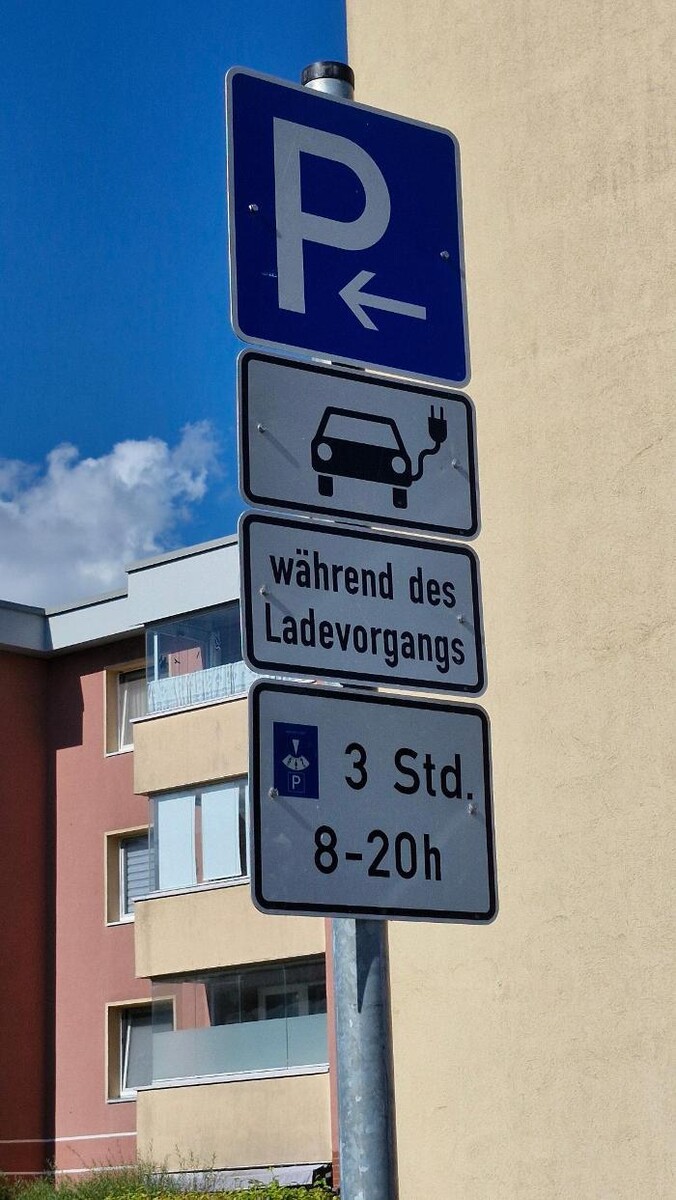 P
während des
Ladevorgangs
P 3 Std.
8-20h